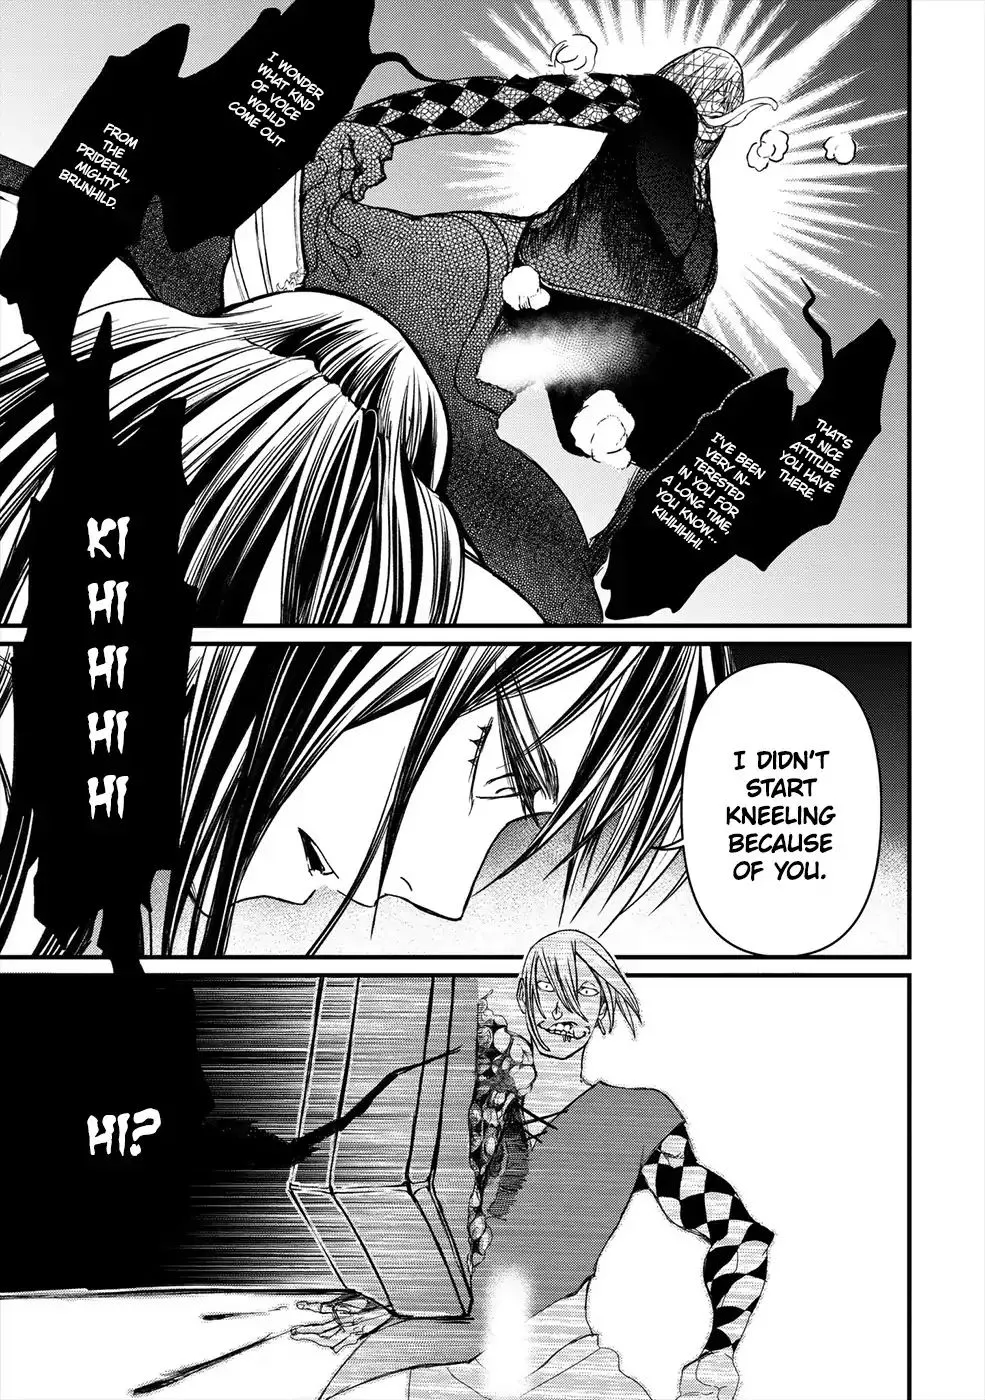 THAT'S
A NICE
ATTITUDE
YOU HAVE
THERE.
I'VE BEEN
VERY IN-
TERESTED
IN YOU FOR
A LONG TIME,
YOU KNOW...
KIHIHIHIHI.
I WONDER
WHAT KIND
OF VOICE
WOULD
COME OUT
FROM
THE
PRIDEFUL,
MIGHTY
BRUNHILD.
KI
HI
HI
HI
HI
I DIDN'T
START
KNEELING
BECAUSE
OF YOU.
HI?